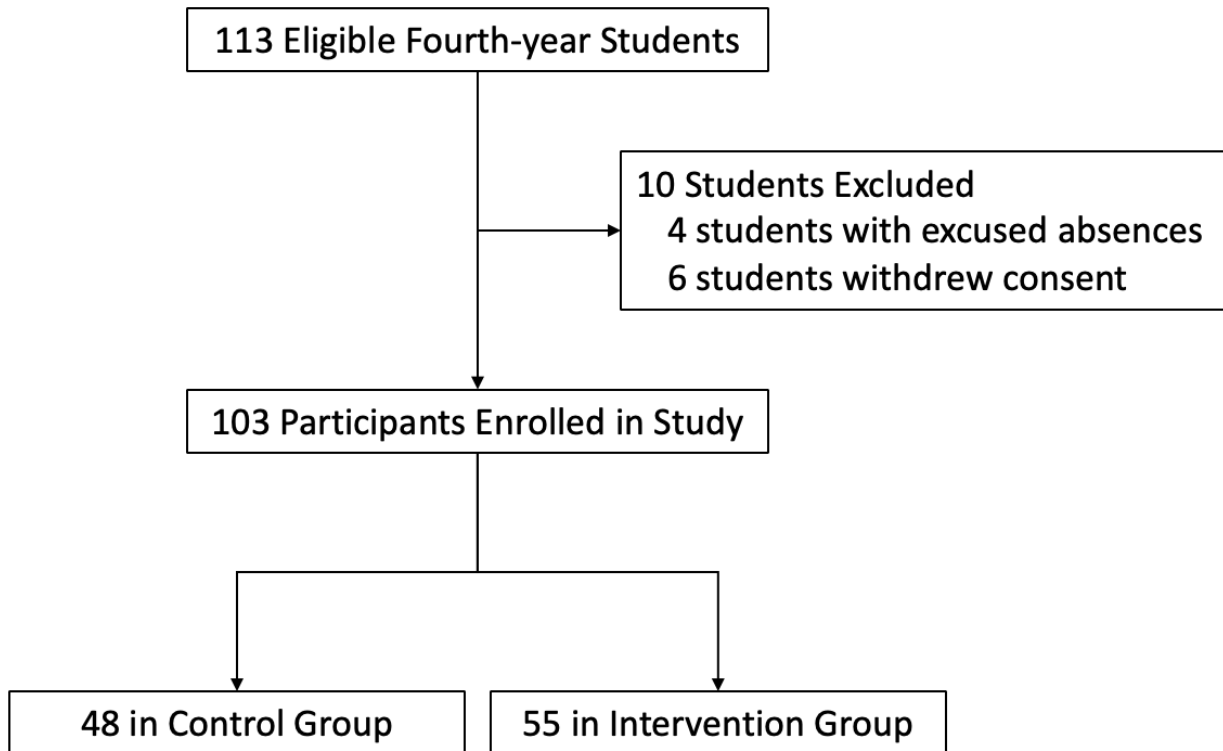 113 Eligible Fourth-year Students
10 Students Excluded
4 students with excused absences
6 students withdrew consent
103 Participants Enrolled in Study
48 in Control Group
55 in Intervention Group